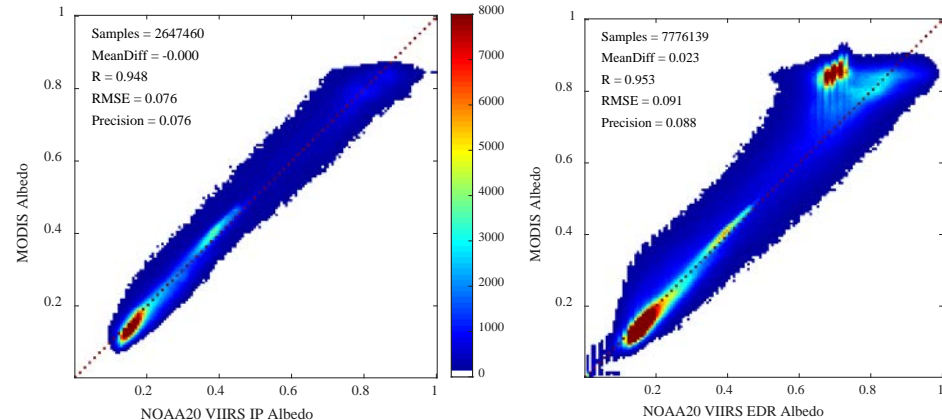 Samples = 2647460
MeanDiff = -0.000
R = 0.948
RMSE = 0.076
Precision = 0.076
1
0.8
0.6
0.4
0.2
0.2
0.4
0.6
0.8
1
MODIS Albedo
NOAA20 VIIRS IP Albedo
8000
7000
6000
5000
4000
3000
2000
1000
0
Samples = 7776139
MeanDiff = 0.023
R = 0.953
RMSE = 0.091
Precision = 0.088
1
0.8
0.6
0.4
0.2
0.2
0.4
0.6
0.8
1
MODIS Albedo
NOAA20 VIIRS EDR Albedo